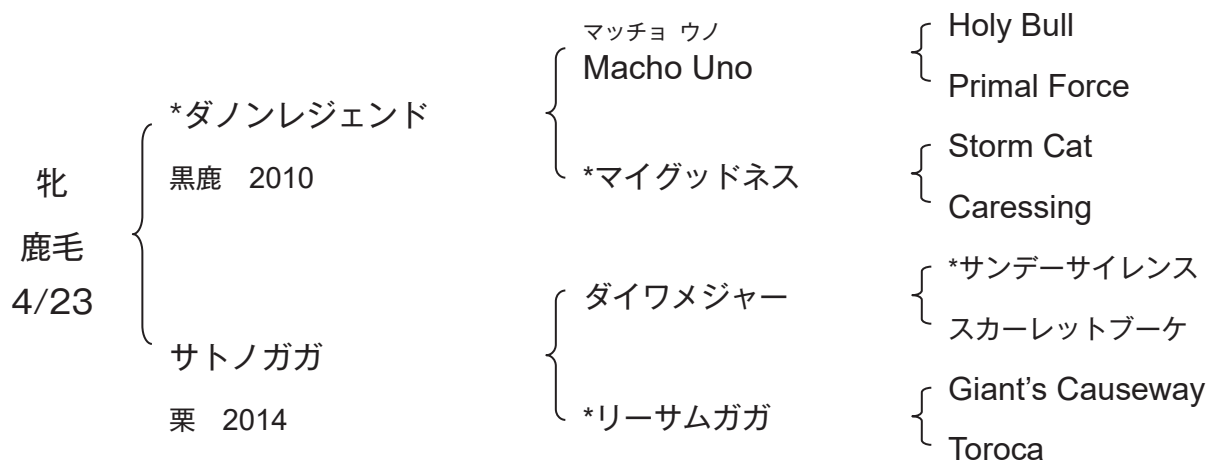 牝
鹿毛
4/23
*ダノンレジェンド
黒鹿 2010
サトノガガ
栗 2014
マッチョ ウノ
Macho Uno
*マイグッドネス
ダイワメジャー
*リーサムガガ
Holy Bull
Primal Force
Storm Cat
Caressing
*サンデーサイレンス
スカーレットブーケ
Giant’s Causeway
Toroca